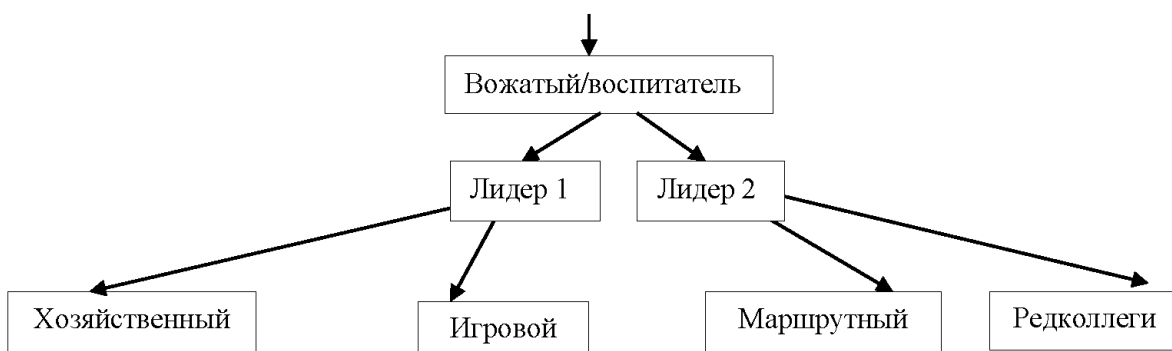 Вожатый/воспитатель
Лидер 1
Лидер 2
Хозяйственный
Игровой
Маршрутный
Редколлеги